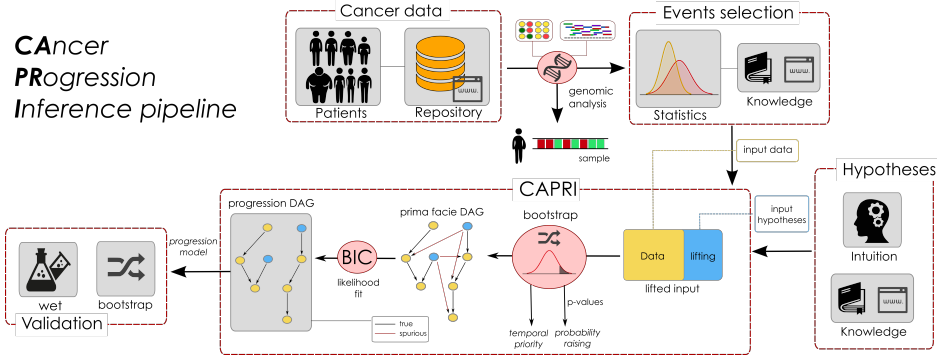 CAncer
PRogression
Inference pipeline
Cancer data
Patients
Repository
www.
genomic
analysis
sample
Events selection
Statistics
www.
Knowledge
input data
Hypotheses
input
hypotheses
Intuition
www.
Knowledge
CAPRI
progression DAG
prima facie DAG
bootstrap
BIC
likelihood
fit
Data
lifting
lifted input
p-values
temporal
priority
probability
raising
true
spurious
progression
model
wet
bootstrap
Validation